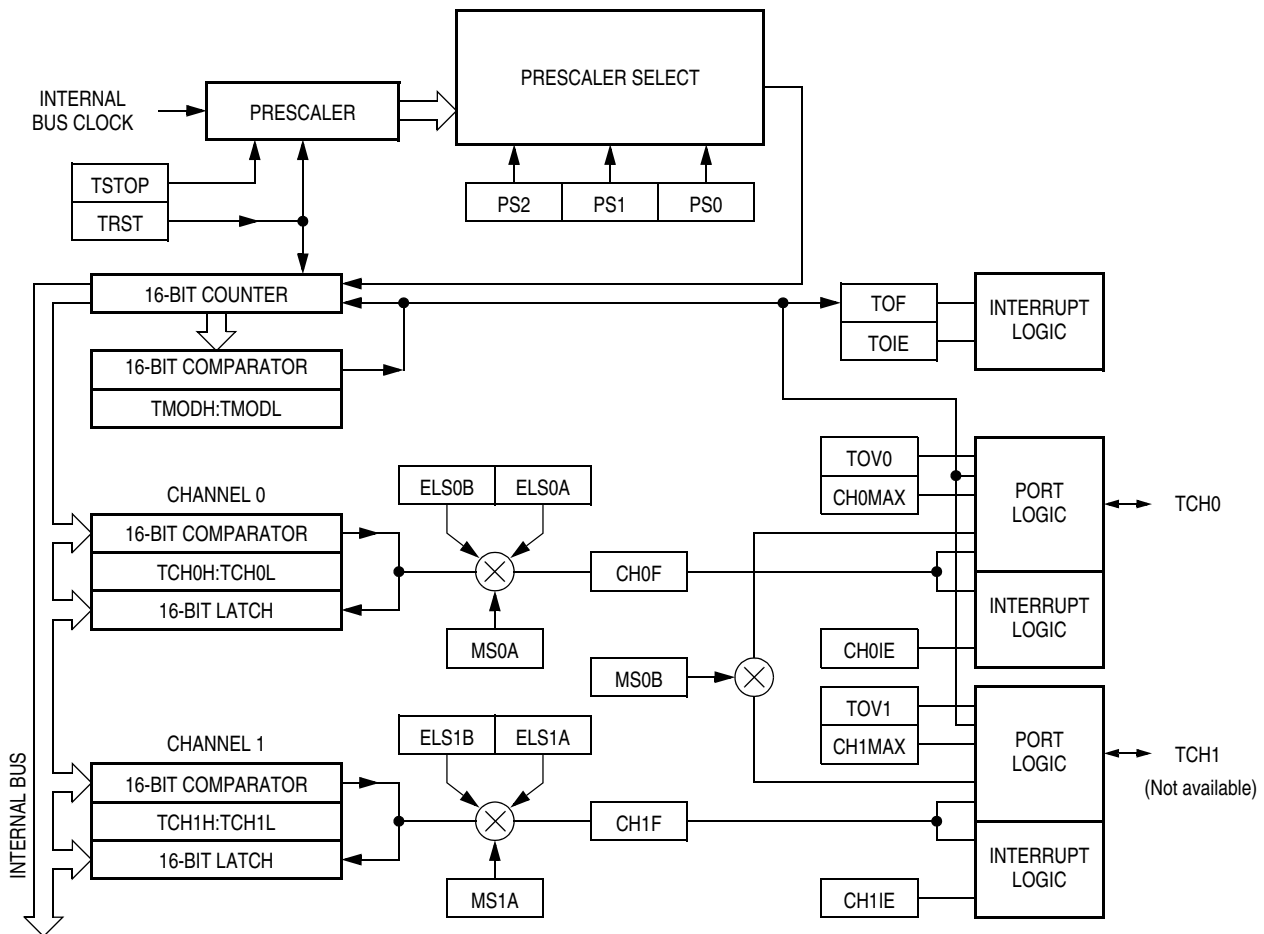 PRESCALER SELECT
INTERNAL
BUS CLOCK
PRESCALER
TSTOP
TRST
PS2
PS1
PS0
16-BIT COUNTER
TOF
TOIE
INTERRUPT
LOGIC
16-BIT COMPARATOR
TMODH:TMODL
CHANNEL 0
ELS0B
ELS0A
TOV0
CH0MAX
PORT
LOGIC
TCH0
16-BIT COMPARATOR
TCH0H:TCH0L
16-BIT LATCH
CH0F
MS0A
INTERRUPT
LOGIC
CH0IE
MS0B
CHANNEL 1
ELS1B
ELS1A
TOV1
CH1MAX
PORT
LOGIC
TCH1
(Not available)
INTERNAL BUS
16-BIT COMPARATOR
TCH1H:TCH1L
16-BIT LATCH
CH1F
MS1A
INTERRUPT
LOGIC
CH1IE